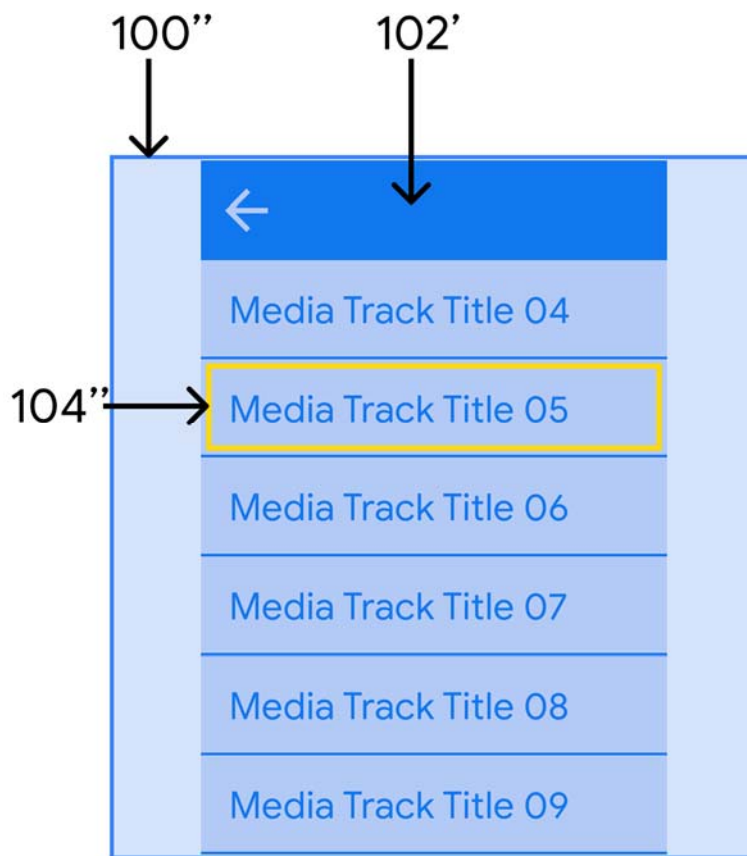 100’’ 102’
Media Track Title 04
104’’ Media Track Title 05
Media Track Title 06
Media Track Title 07
Media Track Title 08
Media Track Title 09